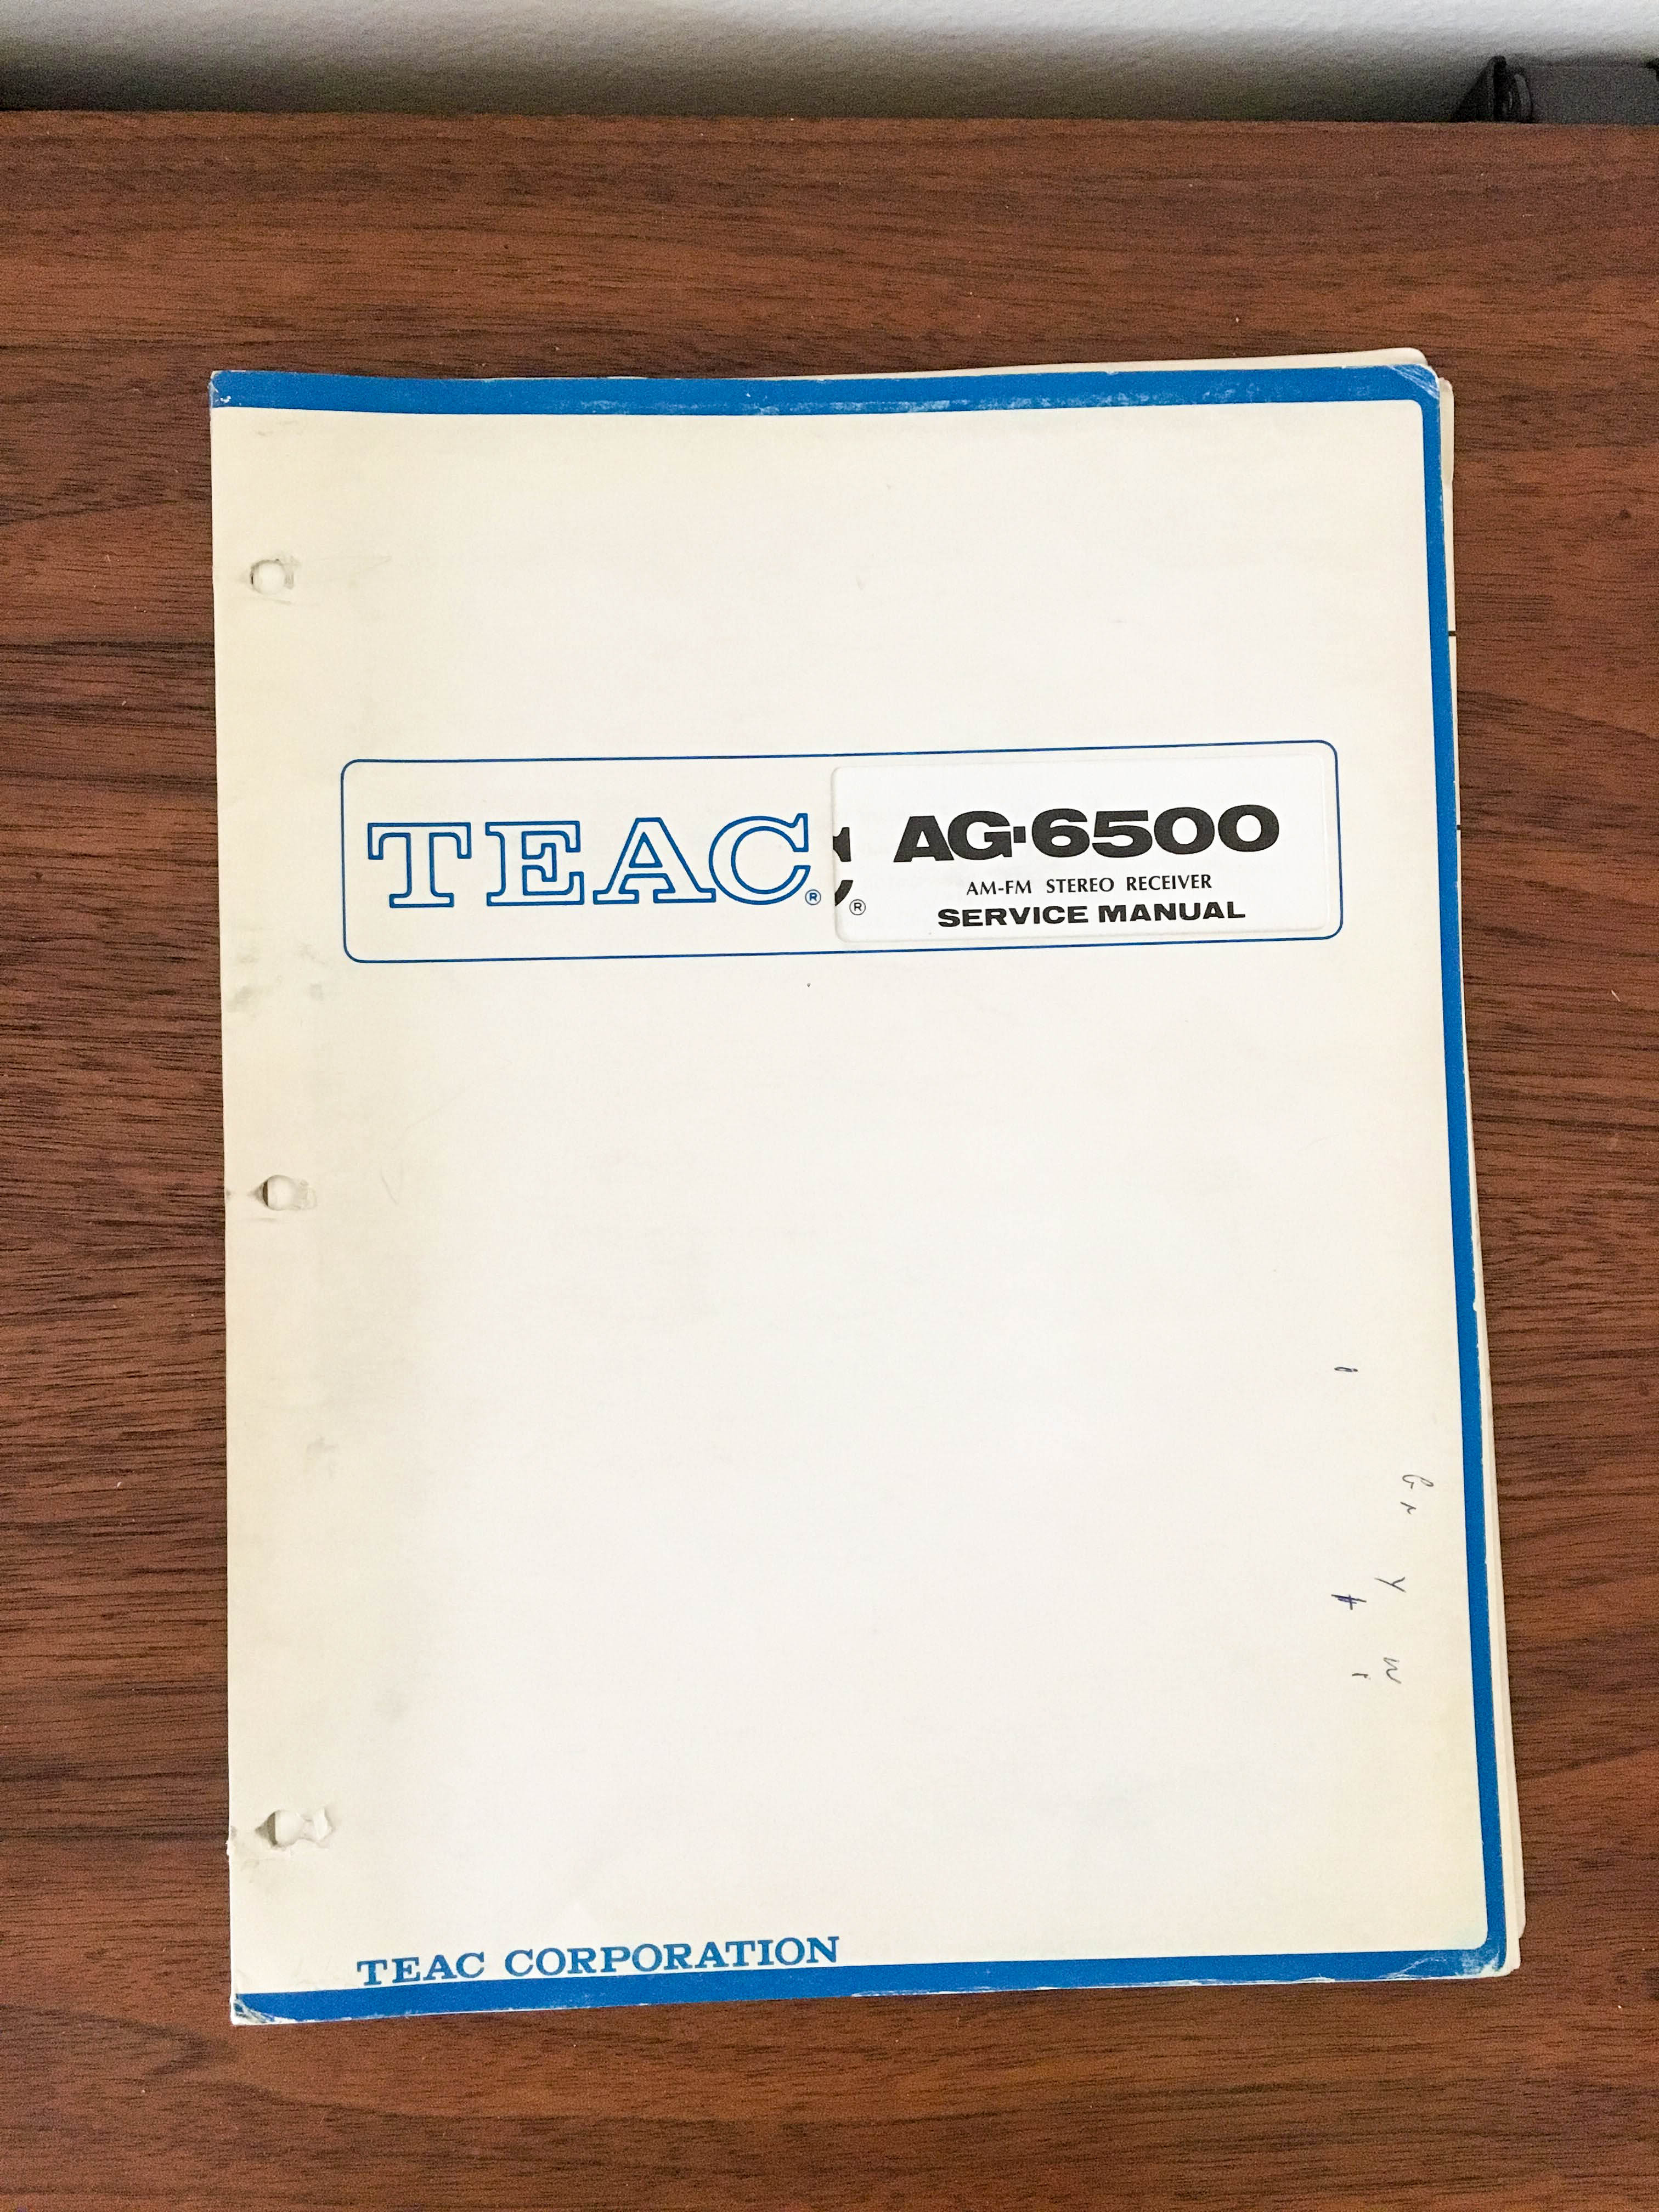 TEAC®
®
AG-6500
AM-FM STEREO RECEIVER
SERVICE MANUAL
TEAC CORPORATION